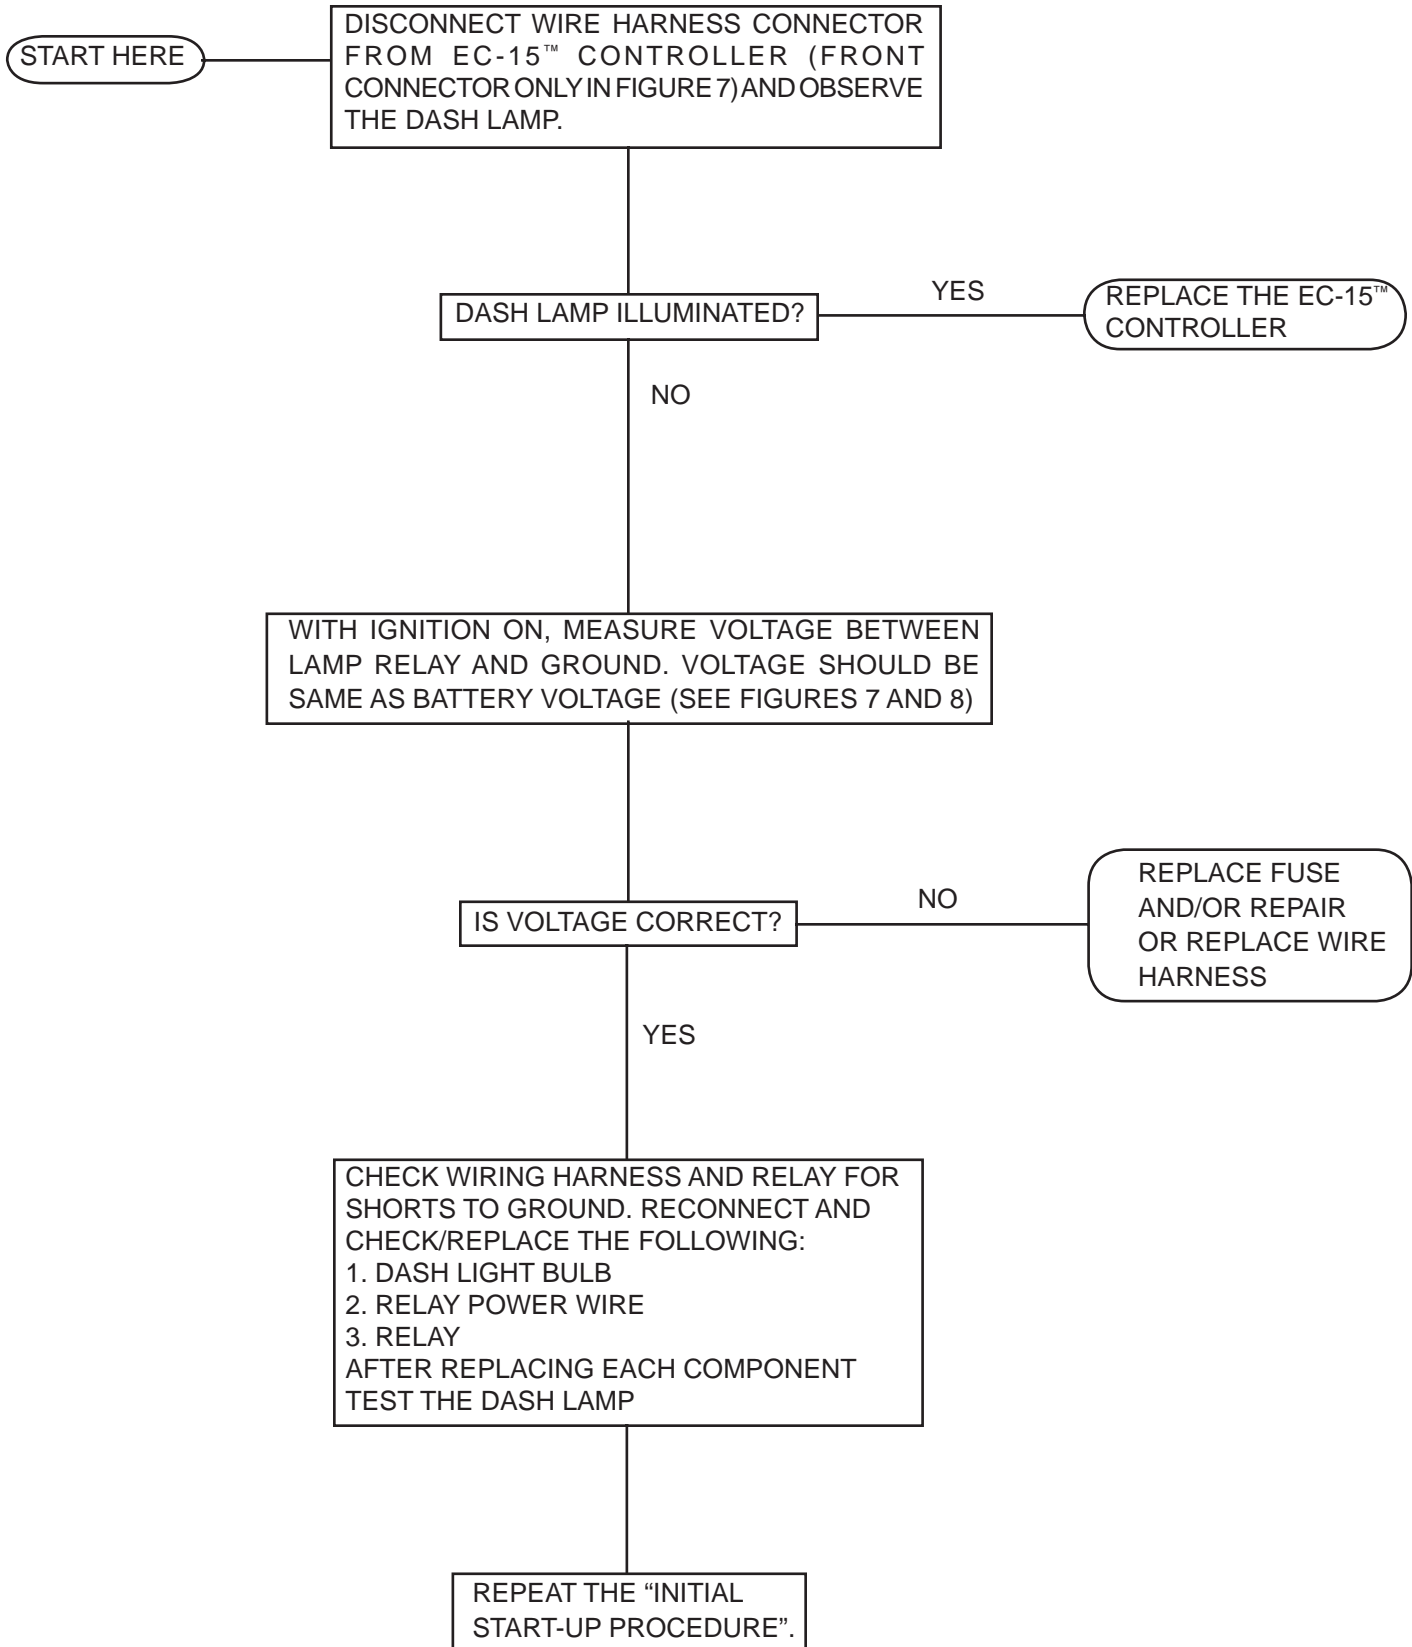 START HERE
DISCONNECT WIRE HARNESS CONNECTOR
FROM EC-15™ CONTROLLER (FRONT
CONNECTOR ONLY IN FIGURE 7) AND OBSERVE
THE DASH LAMP.
DASH LAMP ILLUMINATED?
YES
REPLACE THE EC-15™
CONTROLLER
NO
WITH IGNITION ON, MEASURE VOLTAGE BETWEEN
LAMP RELAY AND GROUND. VOLTAGE SHOULD BE
SAME AS BATTERY VOLTAGE (SEE FIGURES 7 AND 8)
IS VOLTAGE CORRECT?
NO
REPLACE FUSE
AND/OR REPAIR
OR REPLACE WIRE
HARNESS
YES
CHECK WIRING HARNESS AND RELAY FOR
SHORTS TO GROUND. RECONNECT AND
CHECK/REPLACE THE FOLLOWING:
1. DASH LIGHT BULB
2. RELAY POWER WIRE
3. RELAY
AFTER REPLACING EACH COMPONENT
TEST THE DASH LAMP
REPEAT THE “INITIAL
START-UP PROCEDURE”.